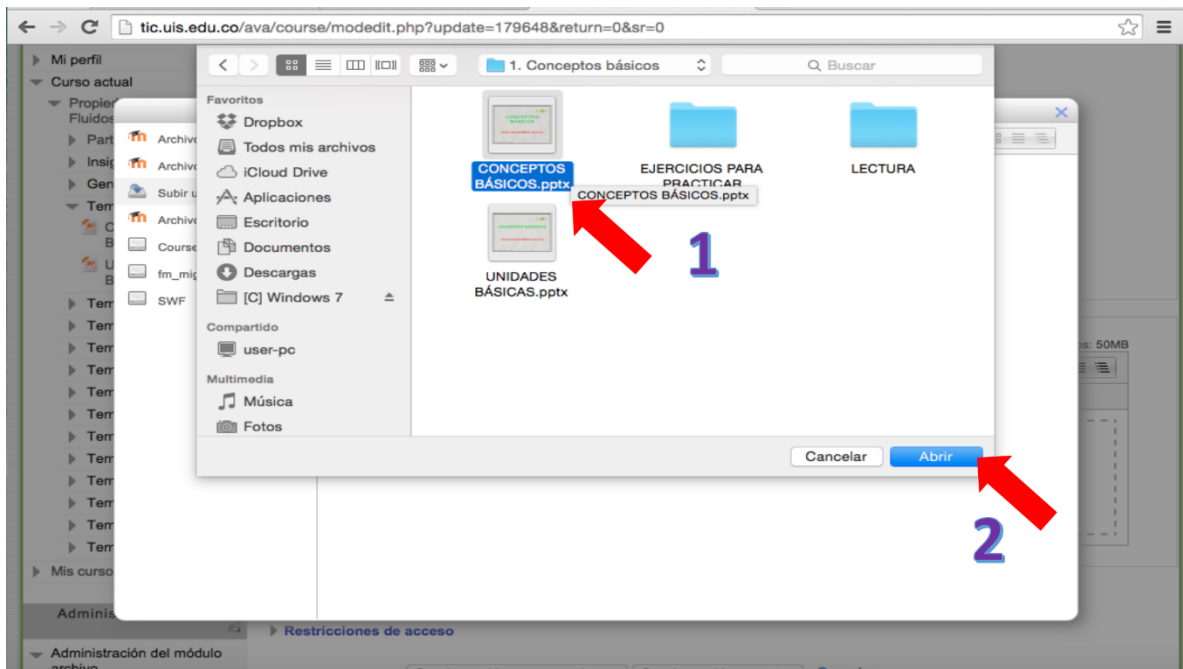 tic.uis.edu.co/ava/course/modedit.php?update=179648&return=0&sr=0
Mi perfil
Curso actual
Fluidos
Mis curso
Administración del módulo
archivo
Archivo
Archivo
Subir u
Archivo
Course
fm_mig
SWF
1. Conceptos básicos
Buscar
Favoritos
Dropbox
Todos mis archivos
iCloud Drive
Aplicaciones
Escritorio
Documentos
Descargas
[C] Windows 7
Compartido
user-pc
Multimedia
Música
Fotos
CONCEPTOS
BÁSICOS.pptx
EJERCICIOS PARA
PRACTICAR
LECTURA
CONCEPTOS BÁSICOS.pptx
UNIDADES
BÁSICAS.pptx
1
Cancelar
Abrir
2
50MB
Restricciones de acceso